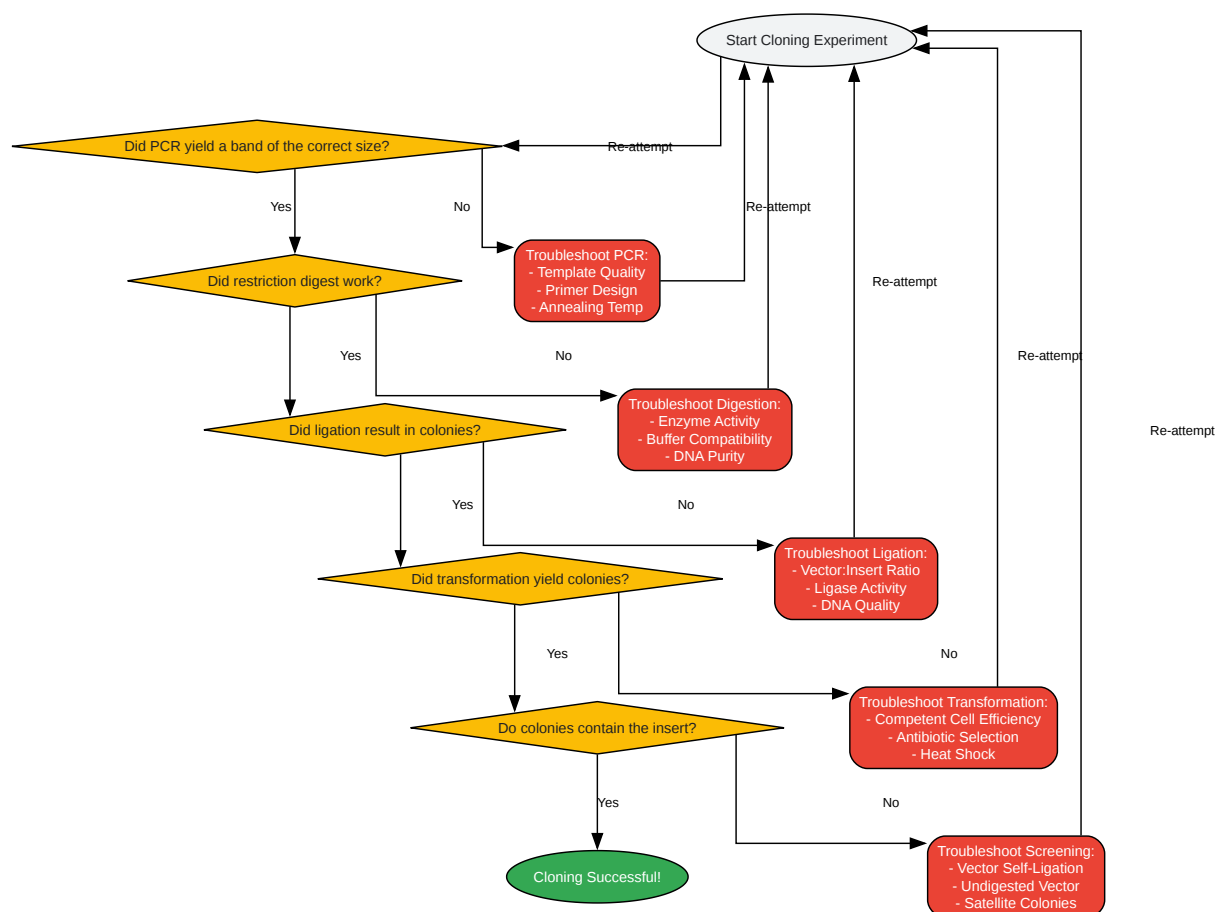 Start Cloning Experiment
Did PCR yield a band of the correct size?
Re-attempt
Yes
No
Re-attempt
Troubleshoot PCR:
- Template Quality
- Primer Design
- Annealing Temp
Did restriction digest work?
Re-attempt
Yes
No
Re-attempt
Troubleshoot Digestion:
- Enzyme Activity
- Buffer Compatibility
- DNA Purity
Did ligation result in colonies?
Re-attempt
Yes
No
Troubleshoot Ligation:
- Vector:Insert Ratio
- Ligase Activity
- DNA Quality
Did transformation yield colonies?
Yes
No
Troubleshoot Transformation:
- Competent Cell Efficiency
- Antibiotic Selection
- Heat Shock
Do colonies contain the insert?
Yes
No
Troubleshoot Screening:
- Vector Self-Ligation
- Undigested Vector
- Satellite Colonies
Cloning Successful!